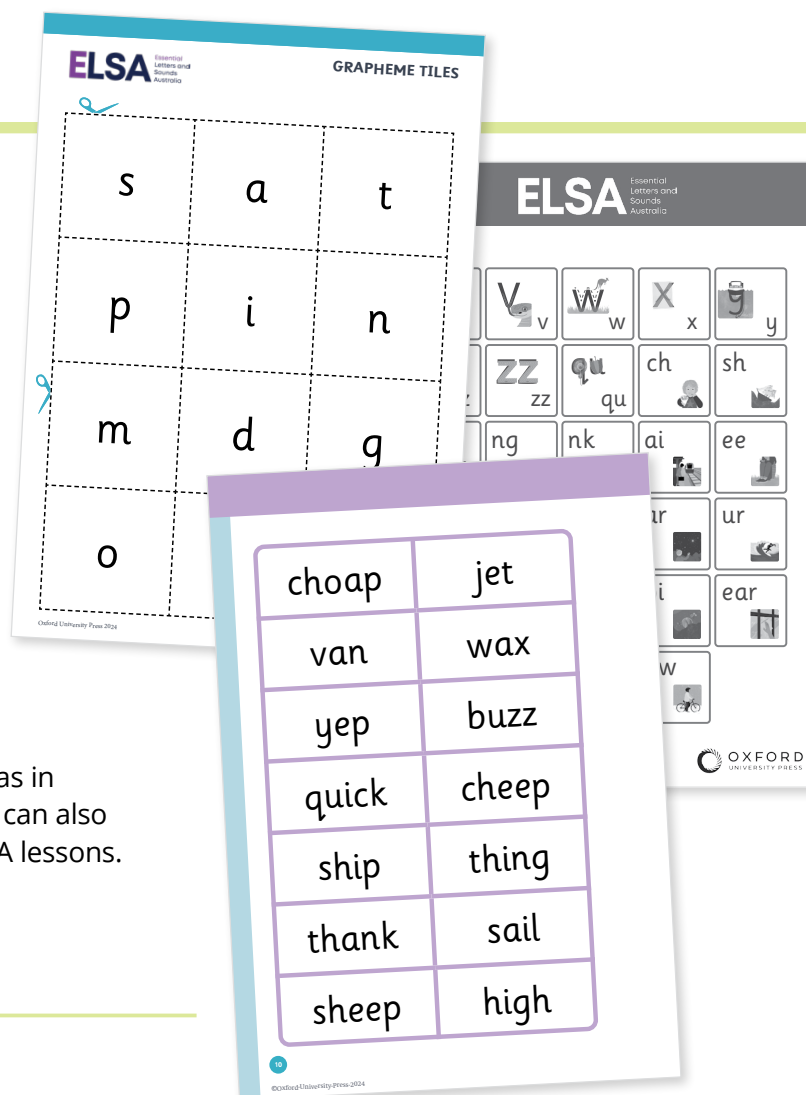 ELSA Essential
Letters and
Sounds
Australia
GRAPHEME TILES
s a t
p i n
m d g
o
Oxford University Press 2024
ELSA Essential
Letters and
Sounds
Australia
V v W w X x y y
zz zz qu qu ch sh
ng nk ai ee
ur
ear
w
OXFORD
UNIVERSITY PRESS
choap jet
van wax
yep buzz
quick cheep
ship thing
thank sail
sheep high
10
©Oxford-University-Press-2024
as in
can also
A lessons.